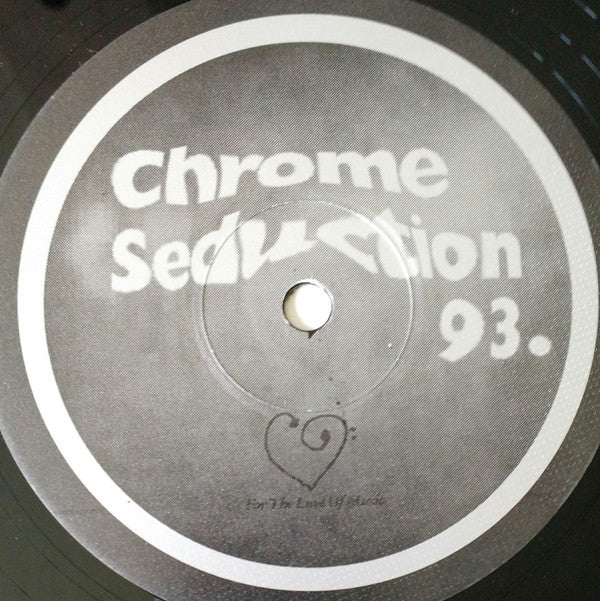 Chrome
Seduction
93.
For The Love Of Music